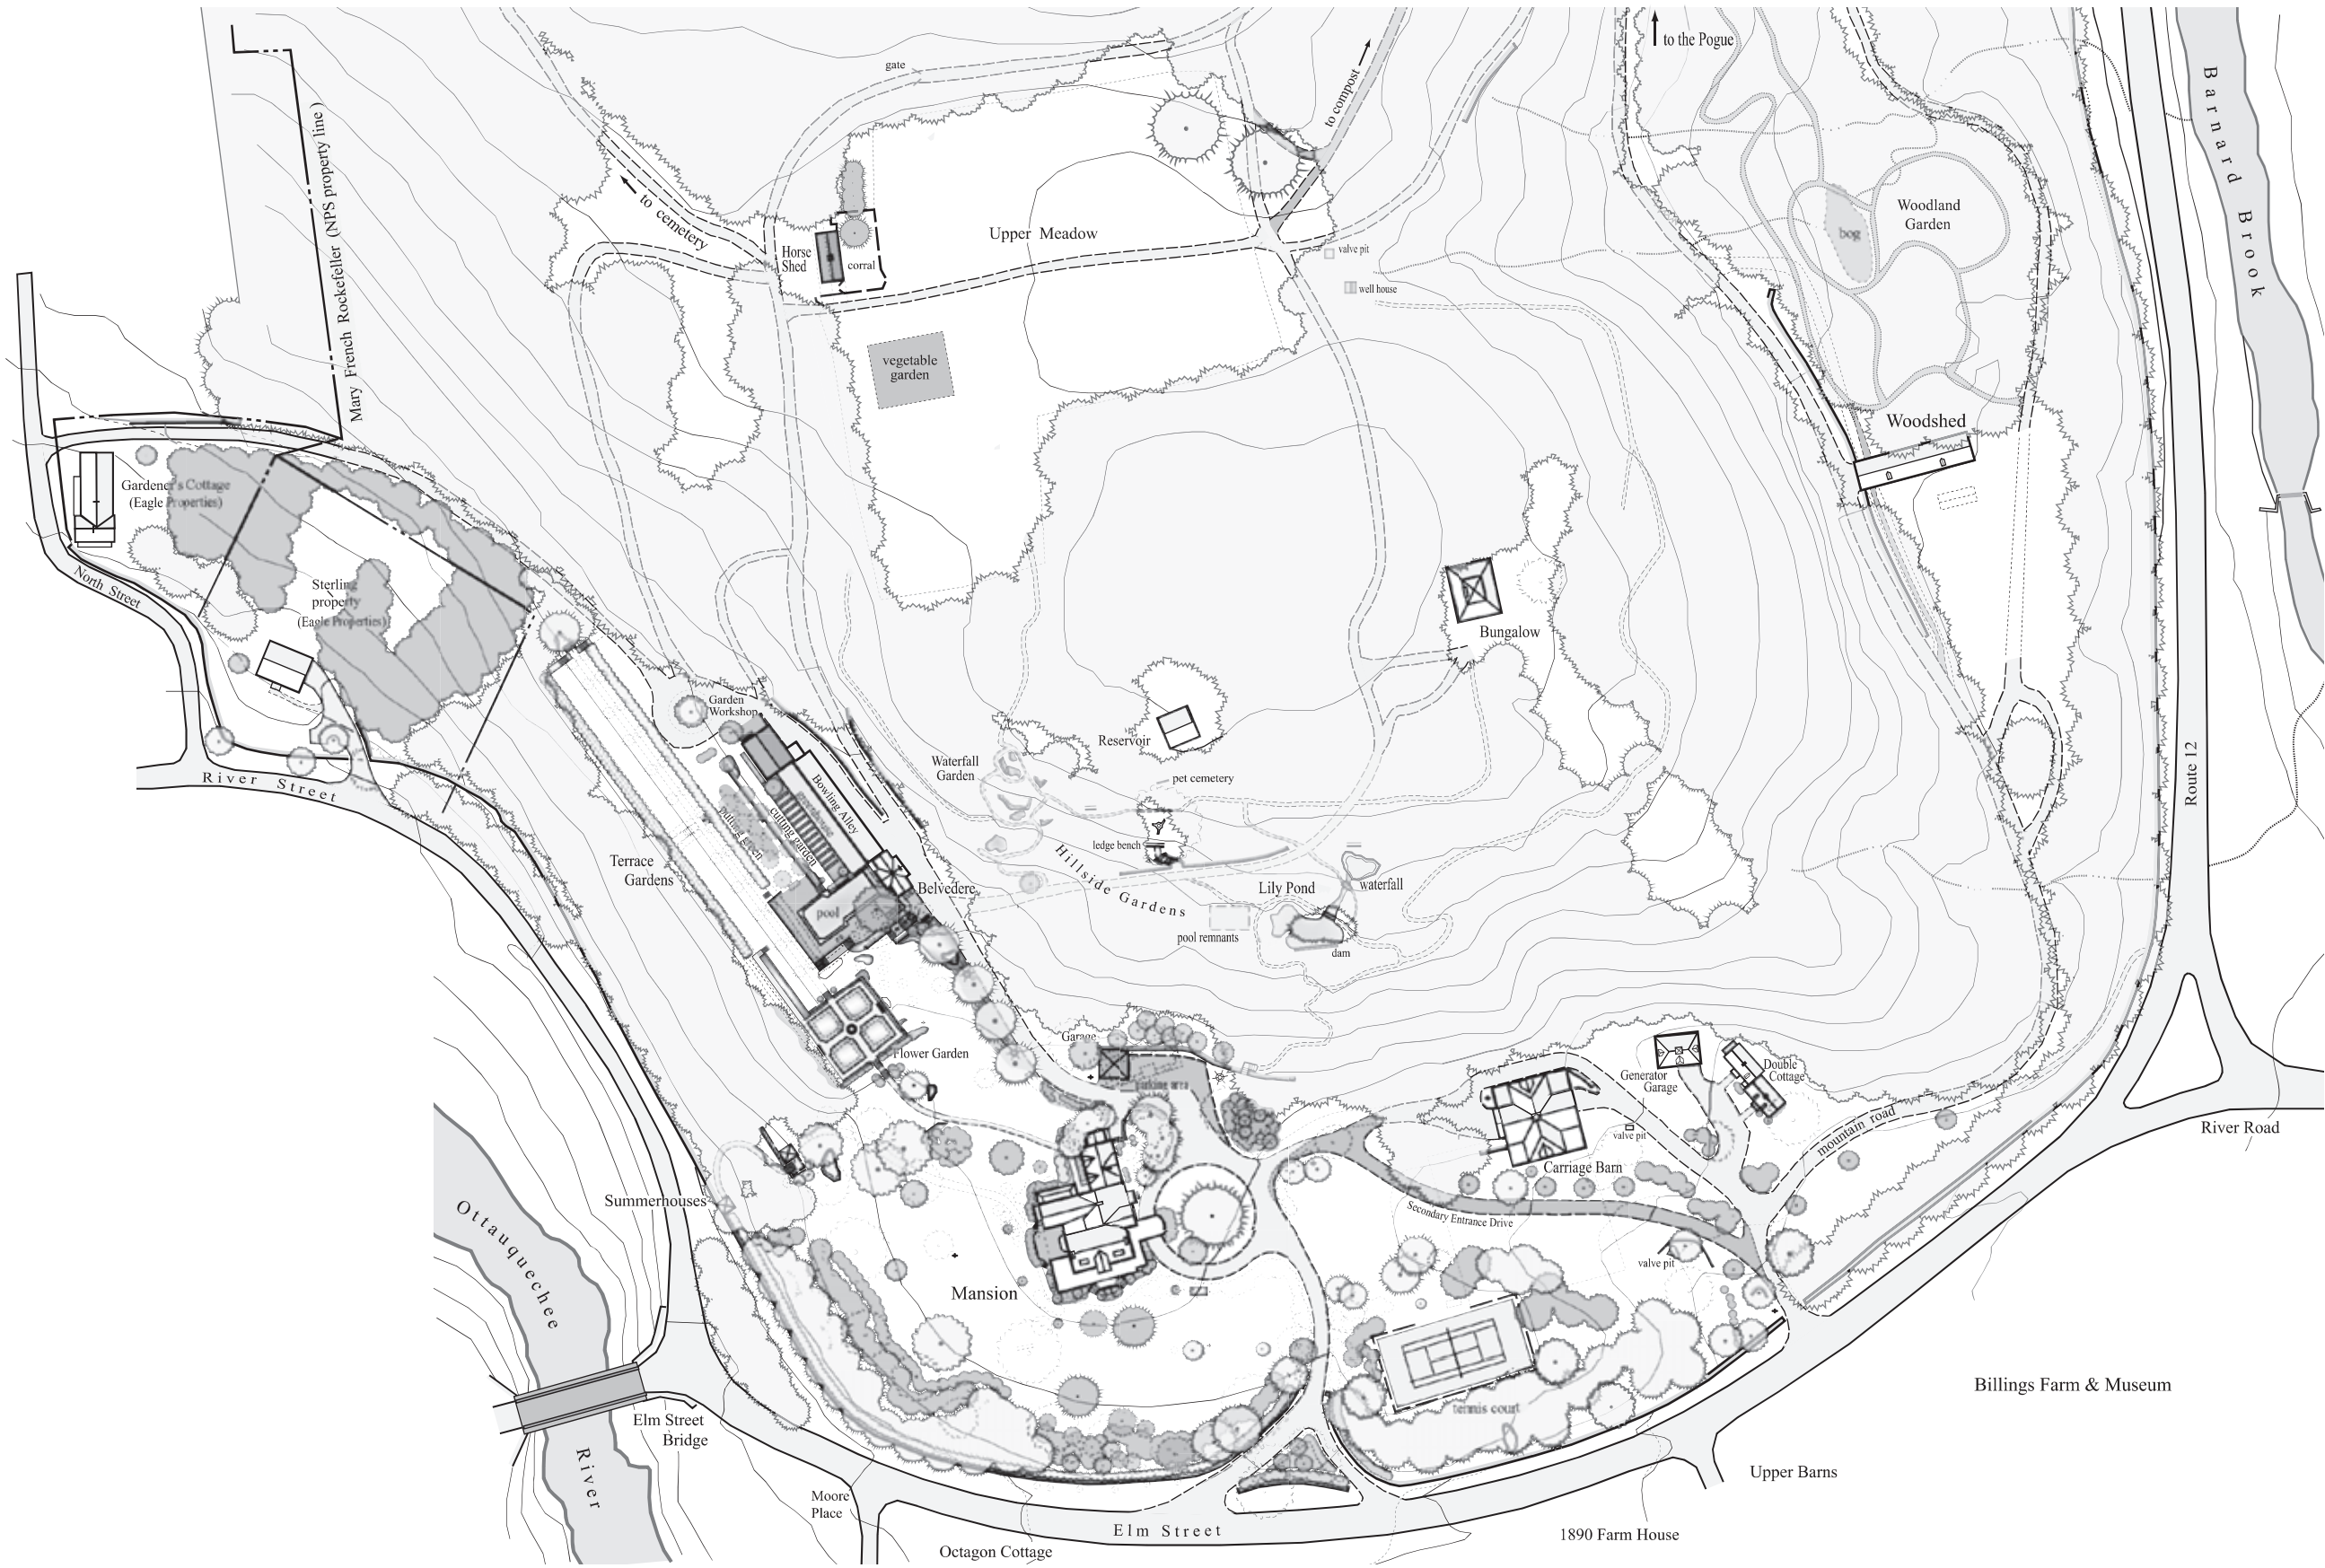 to the Pogue
gate
to compost
Barnard Brook
Mary French Rockefeller (NPS property line)
to cemetery
Woodland
Garden
bog
Upper Meadow
Horse
Shed
corral
valve pit
well house
vegetable
garden
Woodshed
Gardener's Cottage
(Eagle Properties)
North Street
Sterling
property
(Eagle Properties)
Bungalow
Garden
Workshop
Reservoir
Waterfall
Garden
River Street
Route 12
pet cemetery
Bowling Alley
cutting garden
putting green
ledge bench
Hillside Gardens
Terrace
Gardens
Belvedere
Lily Pond
waterfall
pool
pool remnants
dam
Garage
Flower Garden
parking area
Generator
Garage
Double
Cottage
mountain road
River Road
valve pit
Carriage Barn
Summerhouses
Secondary Entrance Drive
Ottauquechee
River
valve pit
Mansion
Billings Farm & Museum
tennis court
Elm Street
Bridge
Upper Barns
Moore
Place
Elm Street
1890 Farm House
Octagon Cottage